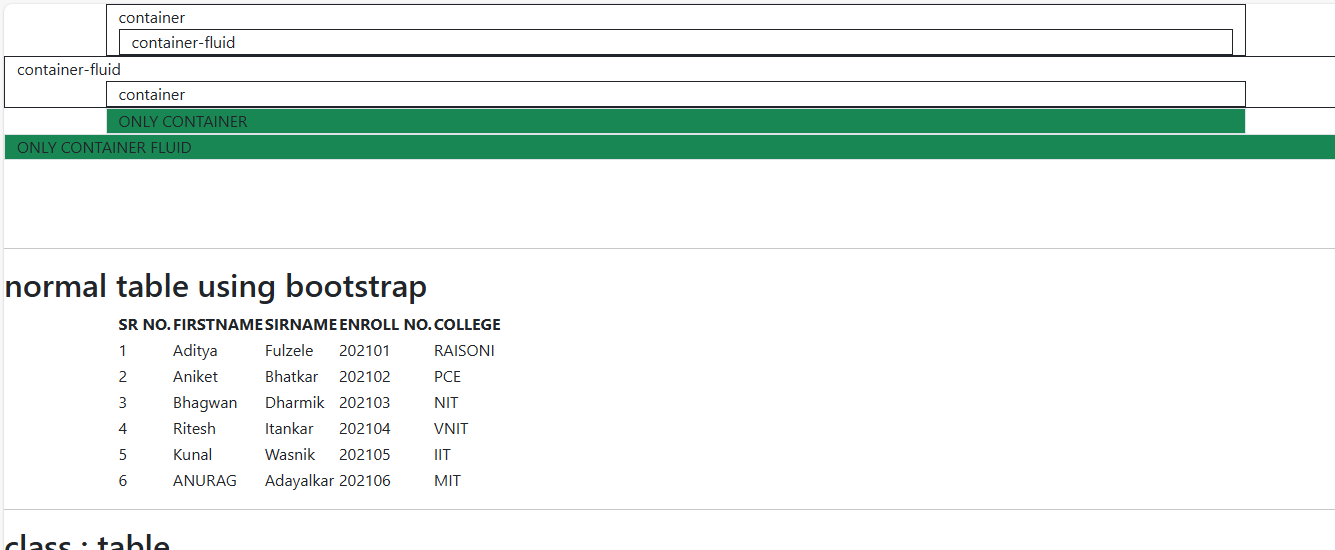 container
container-fluid
container-fluid
container
ONLY CONTAINER
ONLY CONTAINER FLUID
normal table using bootstrap
SR NO. FIRSTNAME SIRNAME ENROLL NO. COLLEGE
1 Aditya Fulzele 202101 RAISONI
2 Aniket Bhatkar 202102 PCE
3 Bhagwan Dharmik 202103 NIT
4 Ritesh Itankar 202104 VNIT
5 Kunal Wasnik 202105 IIT
6 ANURAG Adayalkar 202106 MIT
class : table